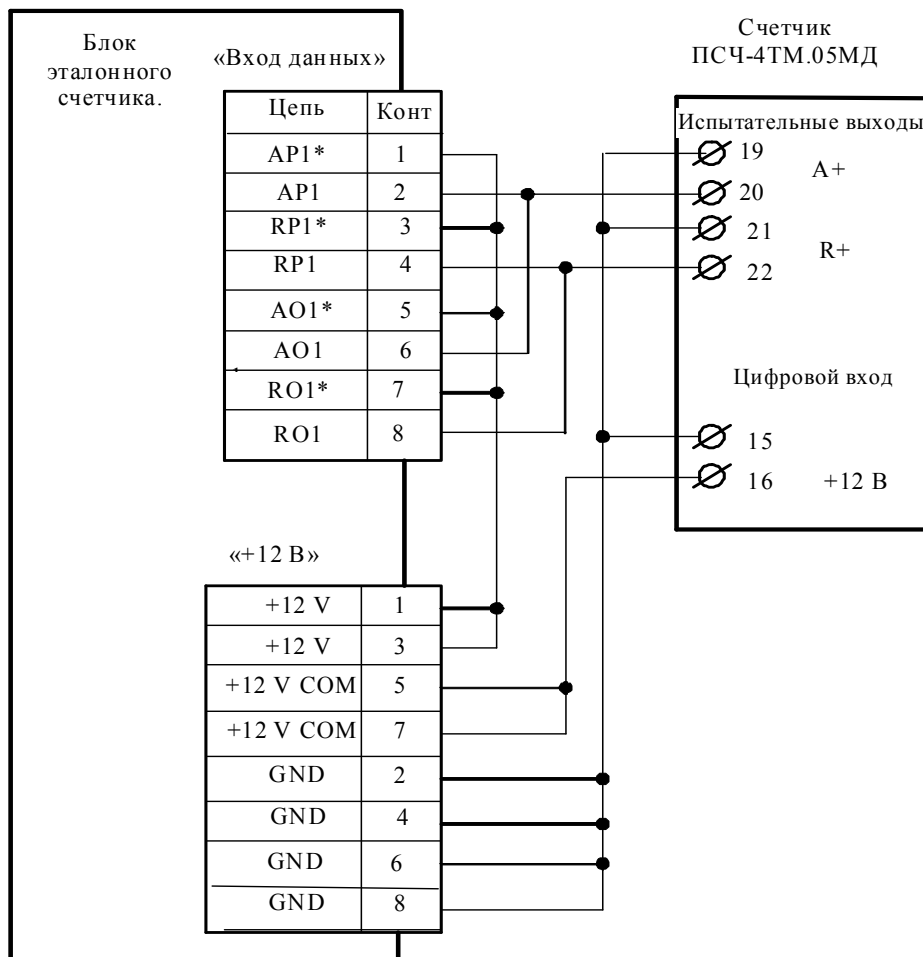 Блок
эталонного
счетчика.
«Вход данных»
Цепь Конт
AP1* 1
AP1 2
RP1* 3
RP1 4
AO1* 5
AO1 6
RO1* 7
RO1 8
«+12 В»
+12 V 1
+12 V 3
+12 V COM 5
+12 V COM 7
GND 2
GND 4
GND 6
GND 8
Счетчик
ПСЧ-4ТМ.05МД
Испытательные выходы
19
A+
20
21
R+
22
Цифровой вход
15
16 +12 В